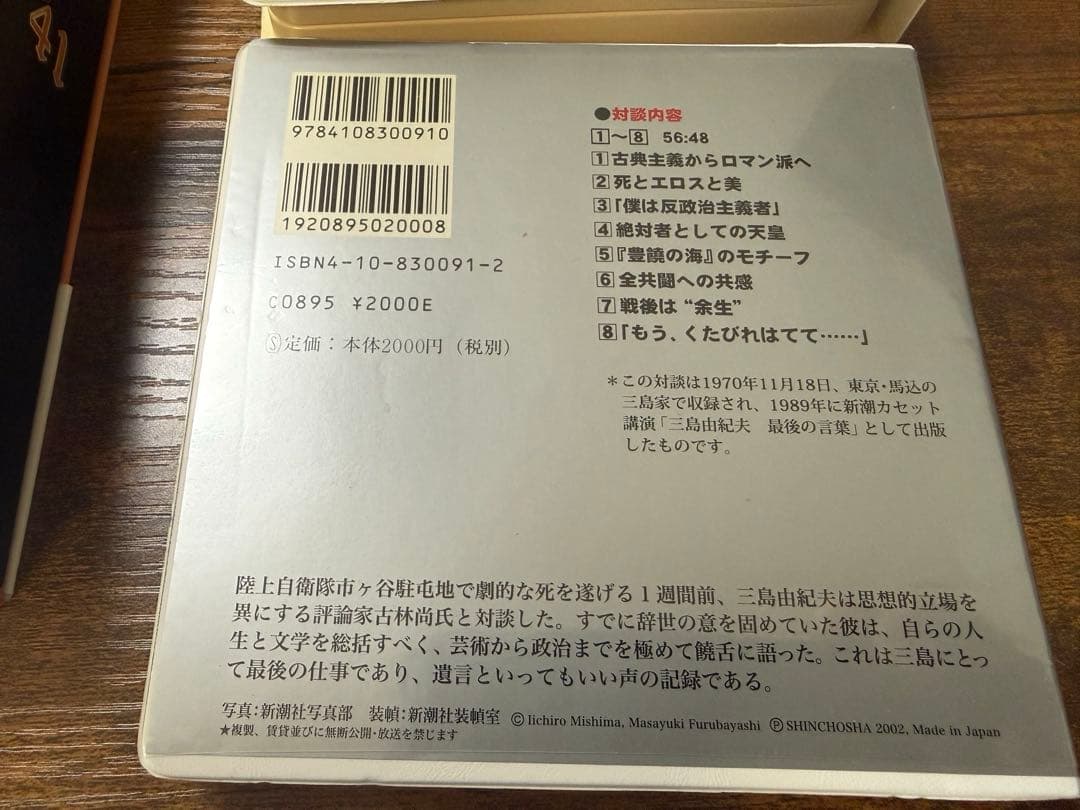 9784108300910
1920895020008
ISBN4-10-830091-2
C0895 ¥2000E
Ⓢ定価：本体2000円（税別）
●対談内容
1〜8 56:48
1古典主義からロマン派へ
2死とエロスと美
3「僕は反政治主義者」
4絶対者としての天皇
5『豊饒の海』のモチーフ
6全共闘への共感
7戦後は“余生”
8「もう、くたびれはてて……」
＊この対談は1970年11月18日、東京・馬込の
三島家で収録され、1989年に新潮カセット
講演「三島由紀夫　最後の言葉」として出版
したものです。
陸上自衛隊市ヶ谷駐屯地で劇的な死を遂げる1週間前、三島由紀夫は思想的立場を
異にする評論家古林尚氏と対談した。すでに辞世の意を固めていた彼は、自らの人
生と文学を総括すべく、芸術から政治までを極めて饒舌に語った。これは三島にとっ
て最後の仕事であり、遺言といってもいい声の記録である。
写真：新潮社写真部　装幀：新潮社装幀室　© Iichiro Mishima, Masayuki Furubayashi　Ⓟ SHINCHOSHA 2002, Made in Japan
★複製、賃貸並びに無断公開・放送を禁じます